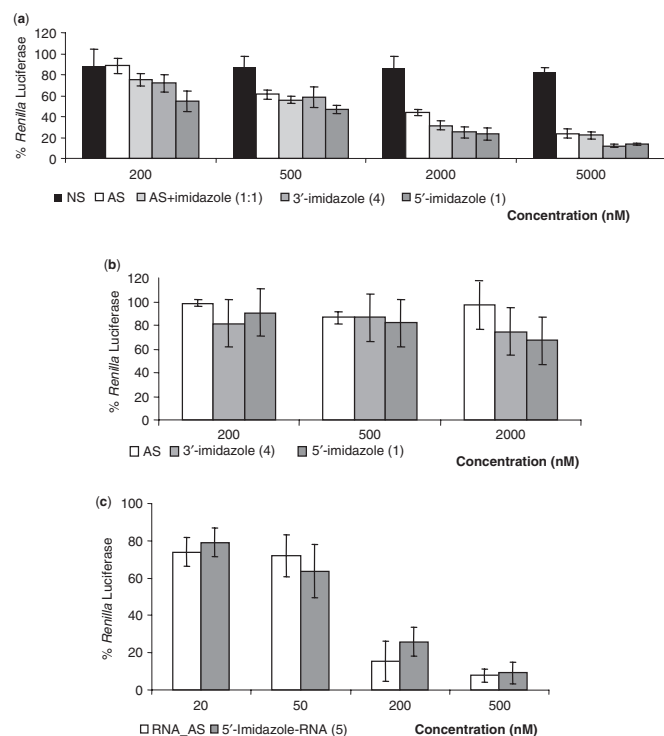 (a)
120
100
80
60
40
20
0
% Renilla Luciferase
200 500 2000 5000
NS AS AS+imidazole (1:1) 3′-imidazole (4) 5′-imidazole (1)
Concentration (nM)
(b)
120
100
80
60
40
20
0
% Renilla Luciferase
200 500 2000
AS 3′-imidazole (4) 5′-imidazole (1)
Concentration (nM)
(c)
100
80
60
40
20
0
% Renilla Luciferase
20 50 200 500
RNA_AS 5′-Imidazole-RNA (5) Concentration (nM)